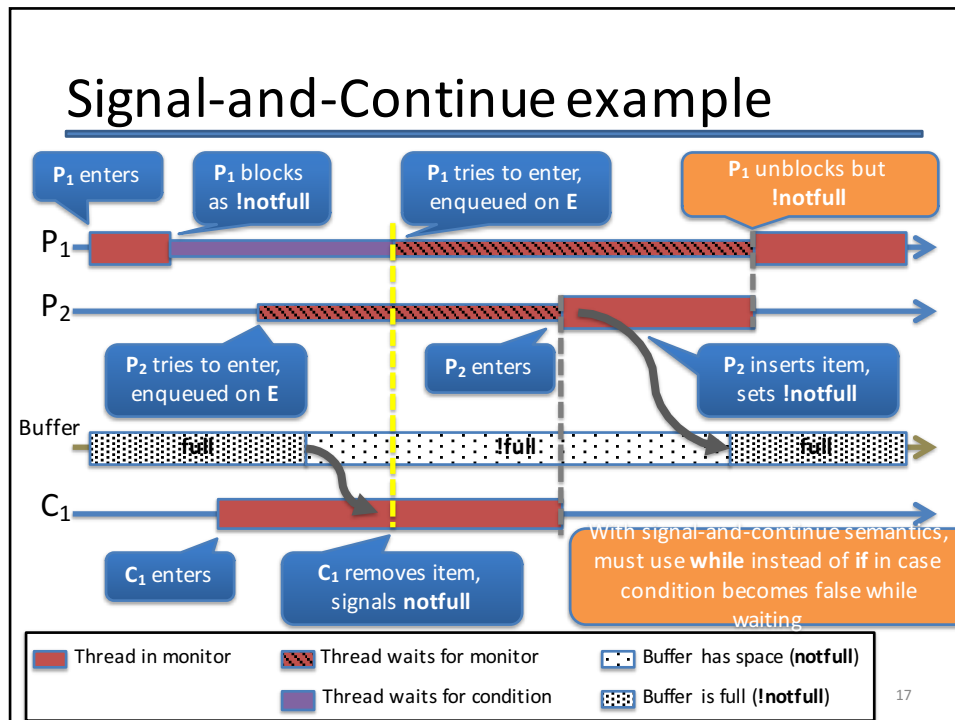 Signal-and-Continue example
P₁ enters
P₁ blocks
as !notfull
P₁ tries to enter,
enqueued on E
P₁ unblocks but
!notfull
P₁
P₂
P₂ tries to enter,
enqueued on E
P₂ enters
P₂ inserts item,
sets !notfull
Buffer
full
!full
full
C₁
C₁ enters
C₁ removes item,
signals notfull
With signal-and-continue semantics,
must use while instead of if in case
condition becomes false while
waiting
Thread in monitor
Thread waits for monitor
Buffer has space (notfull)
Thread waits for condition
Buffer is full (!notfull)
17